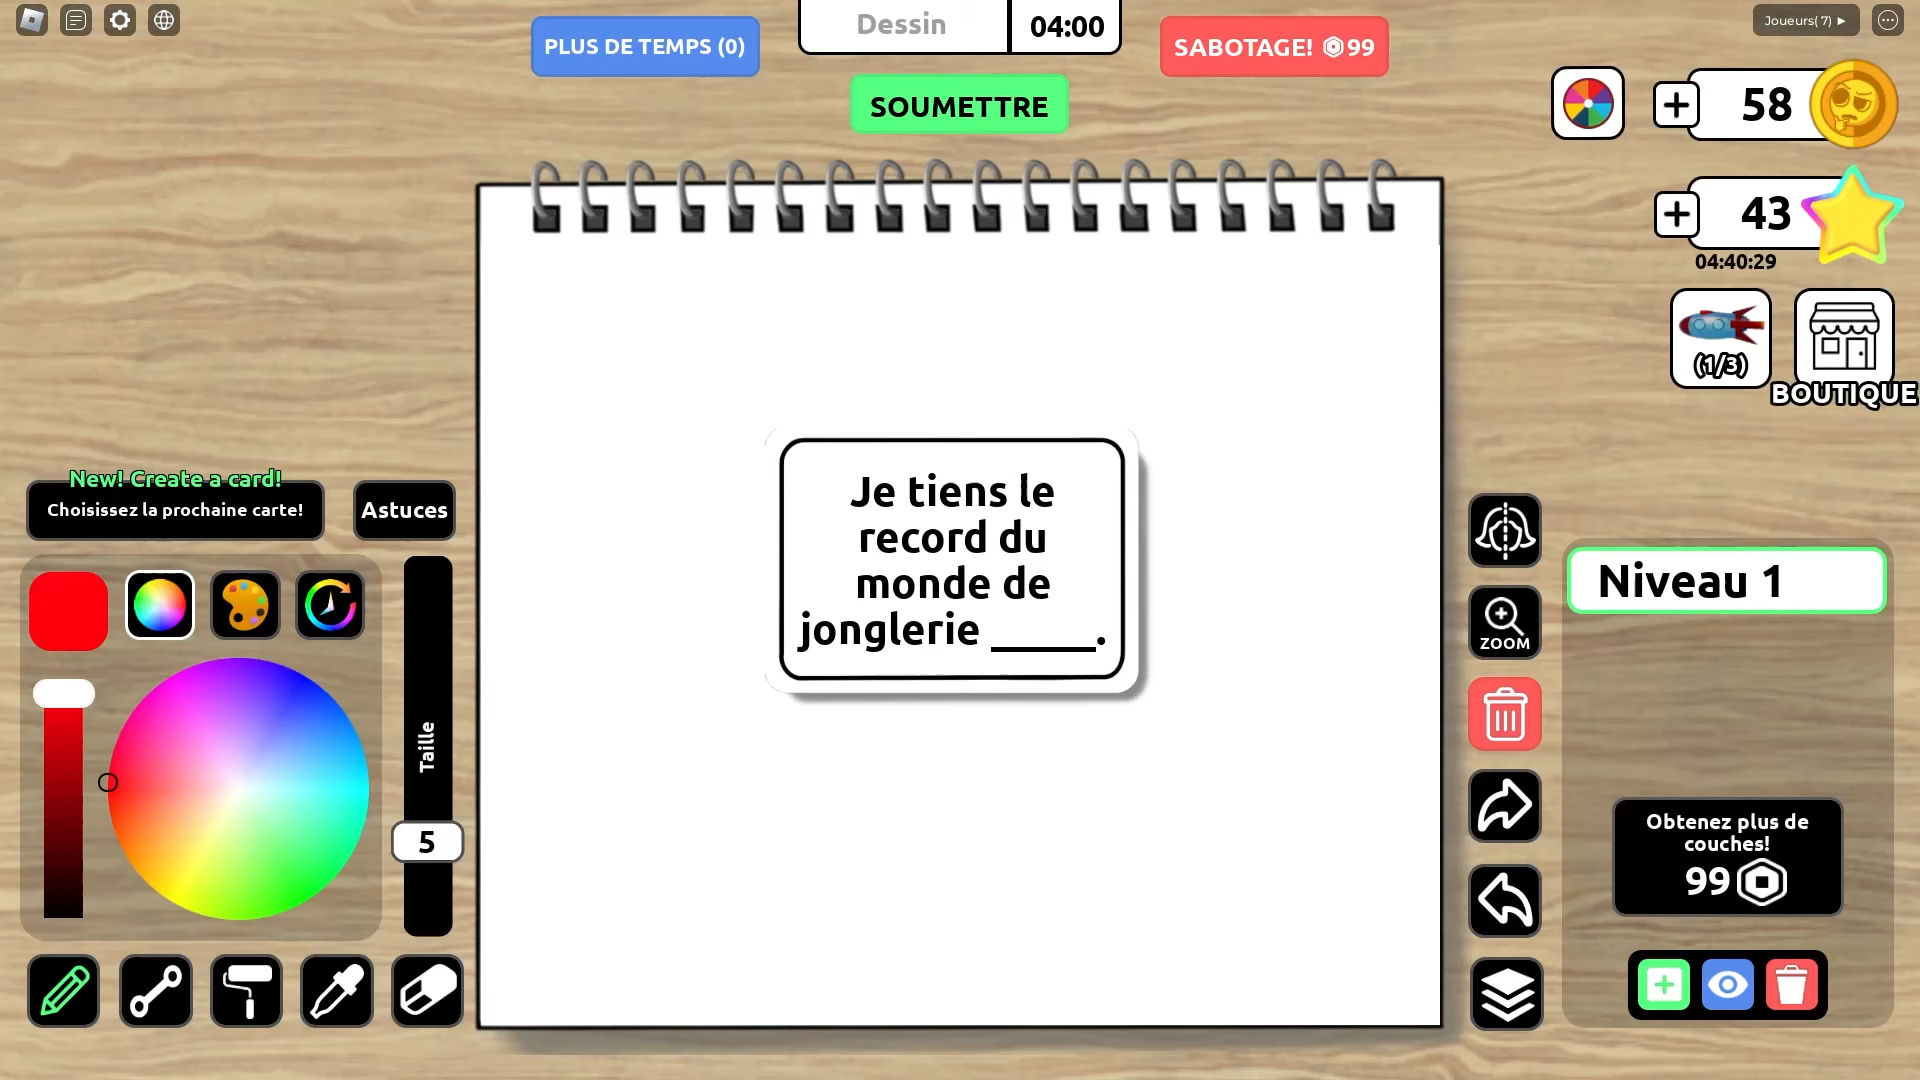 Joueurs( 7) ►
PLUS DE TEMPS (0)
Dessin
04:00
SABOTAGE! 99
SOUMETTRE
58
43
04:40:29
(1/3)
BOUTIQUE
New! Create a card!
Choisissez la prochaine carte!
Astuces
Je tiens le
record du
monde de
jonglerie _____.
Taille
5
ZOOM
Niveau 1
Obtenez plus de
couches!
99